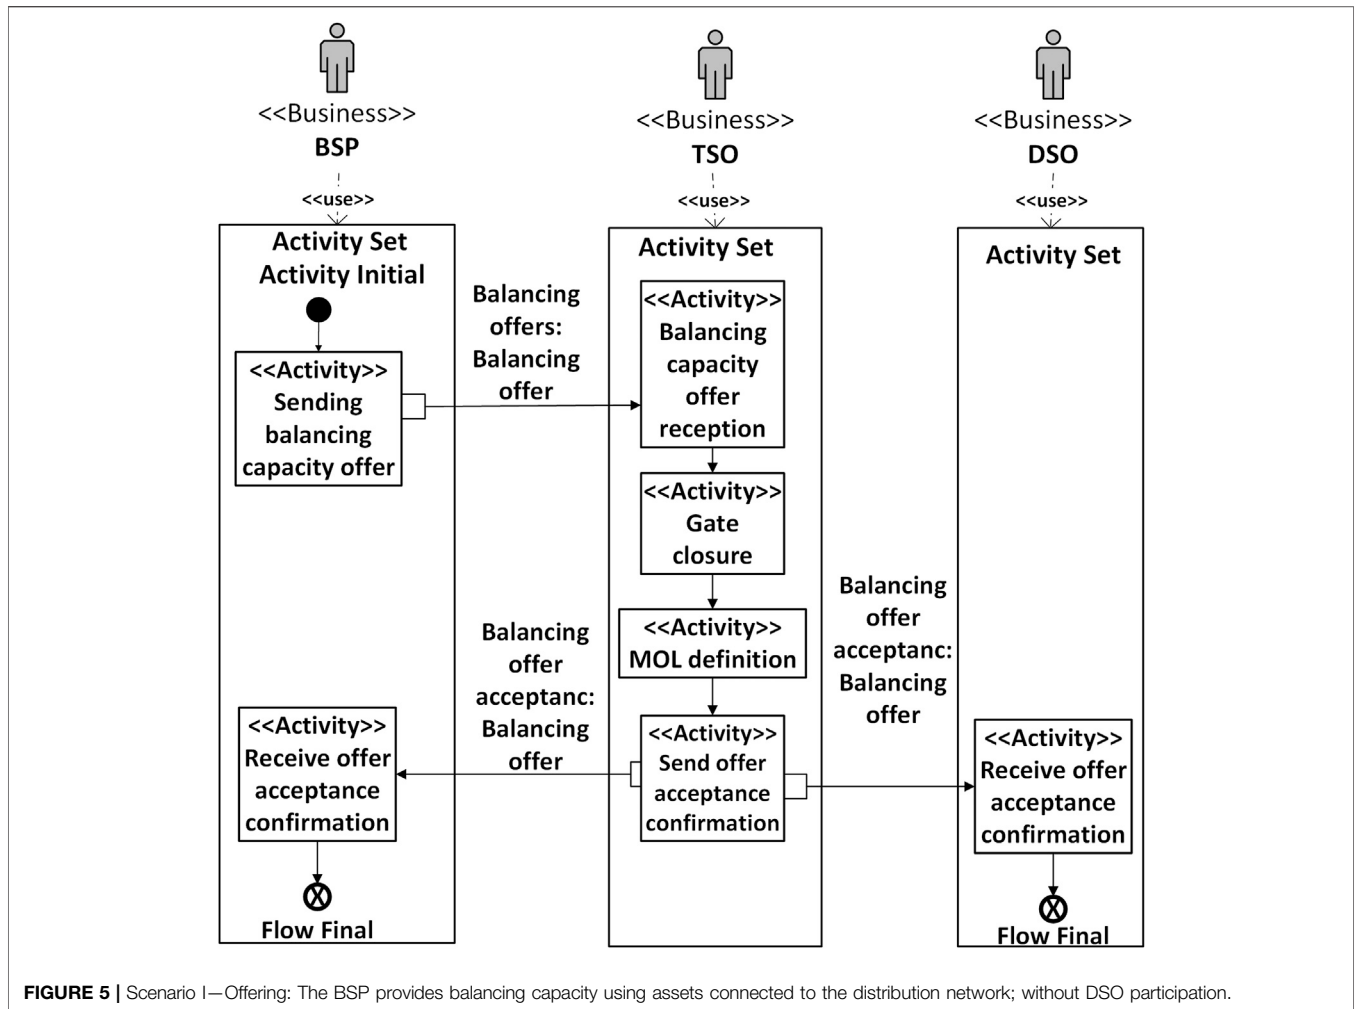 <<Business>>
BSP
<<use>>
Activity Set
Activity Initial
<<Activity>>
Sending
balancing
capacity offer
Balancing
offers:
Balancing
offer
<<Business>>
TSO
<<use>>
Activity Set
<<Activity>>
Balancing
capacity
offer
reception
<<Activity>>
Gate
closure
<<Activity>>
MOL definition
<<Activity>>
Send offer
acceptance
confirmation
Balancing
offer
acceptanc:
Balancing
offer
<<Activity>>
Receive offer
acceptance
confirmation
X
Flow Final
Balancing
offer
acceptanc:
Balancing
offer
<<Business>>
DSO
<<use>>
Activity Set
<<Activity>>
Receive offer
acceptance
confirmation
X
Flow Final
FIGURE 5 | Scenario I—Offering: The BSP provides balancing capacity using assets connected to the distribution network; without DSO participation.